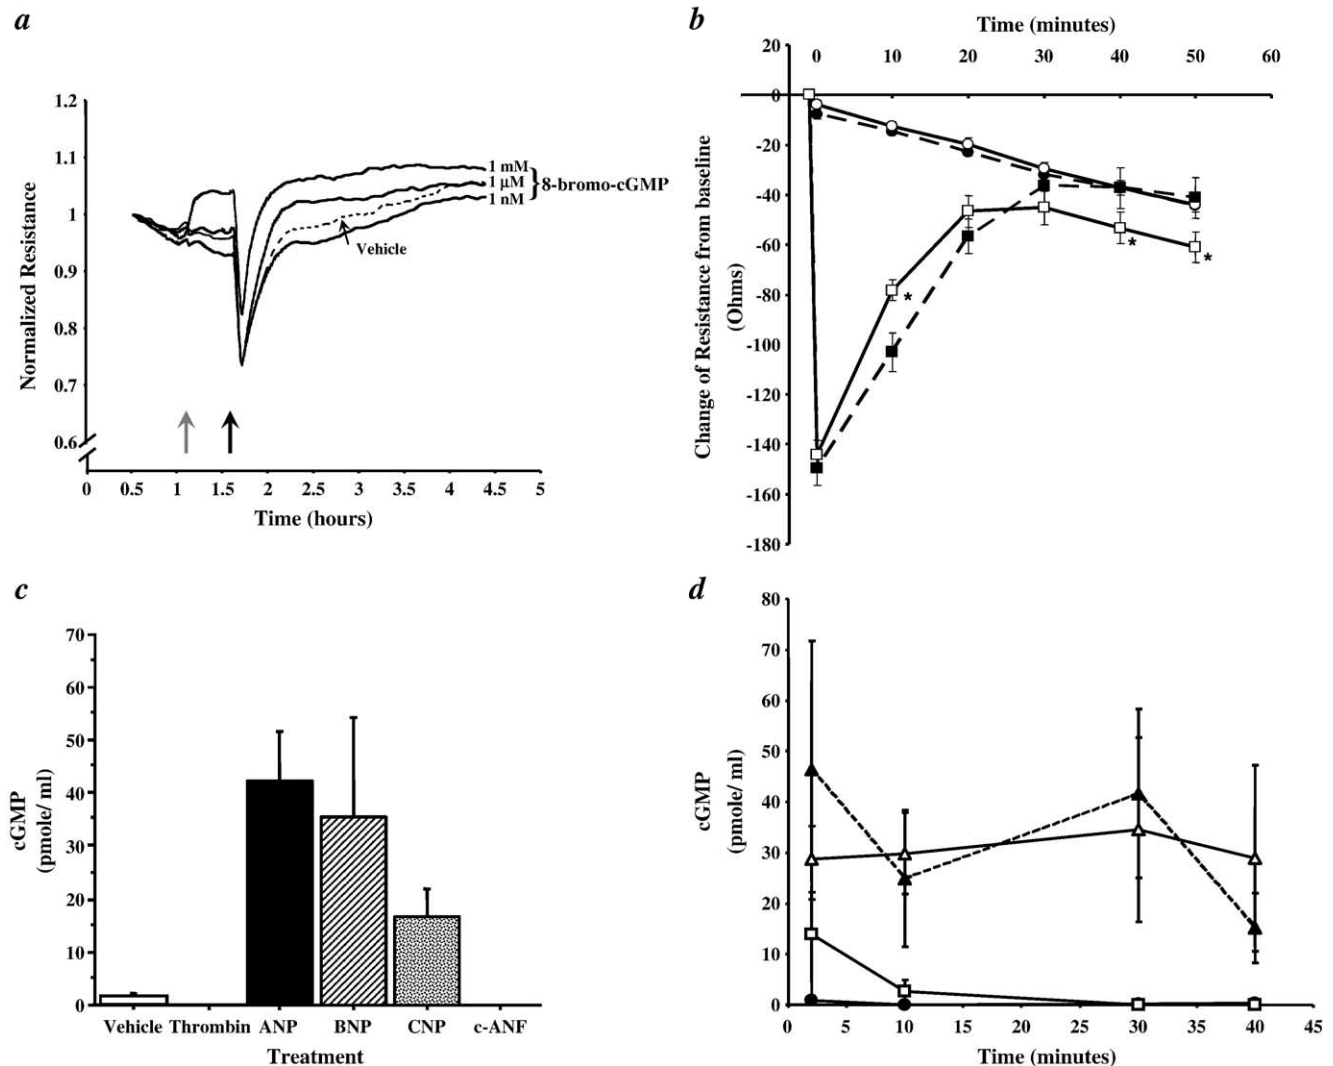 a
1.2
1.1
1
0.9
0.8
0.7
0.6
Normalized Resistance
1 mM
1 µM
1 nM
8-bromo-cGMP
Vehicle
0 0.5 1 1.5 2 2.5 3 3.5 4 4.5 5
Time (hours)
b
Time (minutes)
0 10 20 30 40 50 60
20
0
-20
-40
-60
-80
-100
-120
-140
-160
-180
Change of Resistance from baseline
(Ohms)
*
*
*
c
70
60
50
40
30
20
10
0
cGMP
(pmole/ ml)
Vehicle Thrombin ANP BNP CNP c-ANF
Treatment
d
80
70
60
50
40
30
20
10
0
cGMP
(pmole/ ml)
0 5 10 15 20 25 30 35 40 45
Time (minutes)